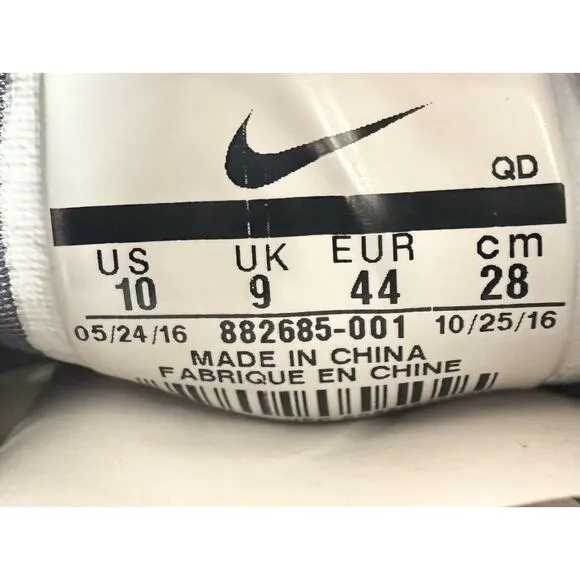 QD
US UK EUR cm
10 9 44 28
05/24/16 882685-001 10/25/16
MADE IN CHINA
FABRIQUE EN CHINE